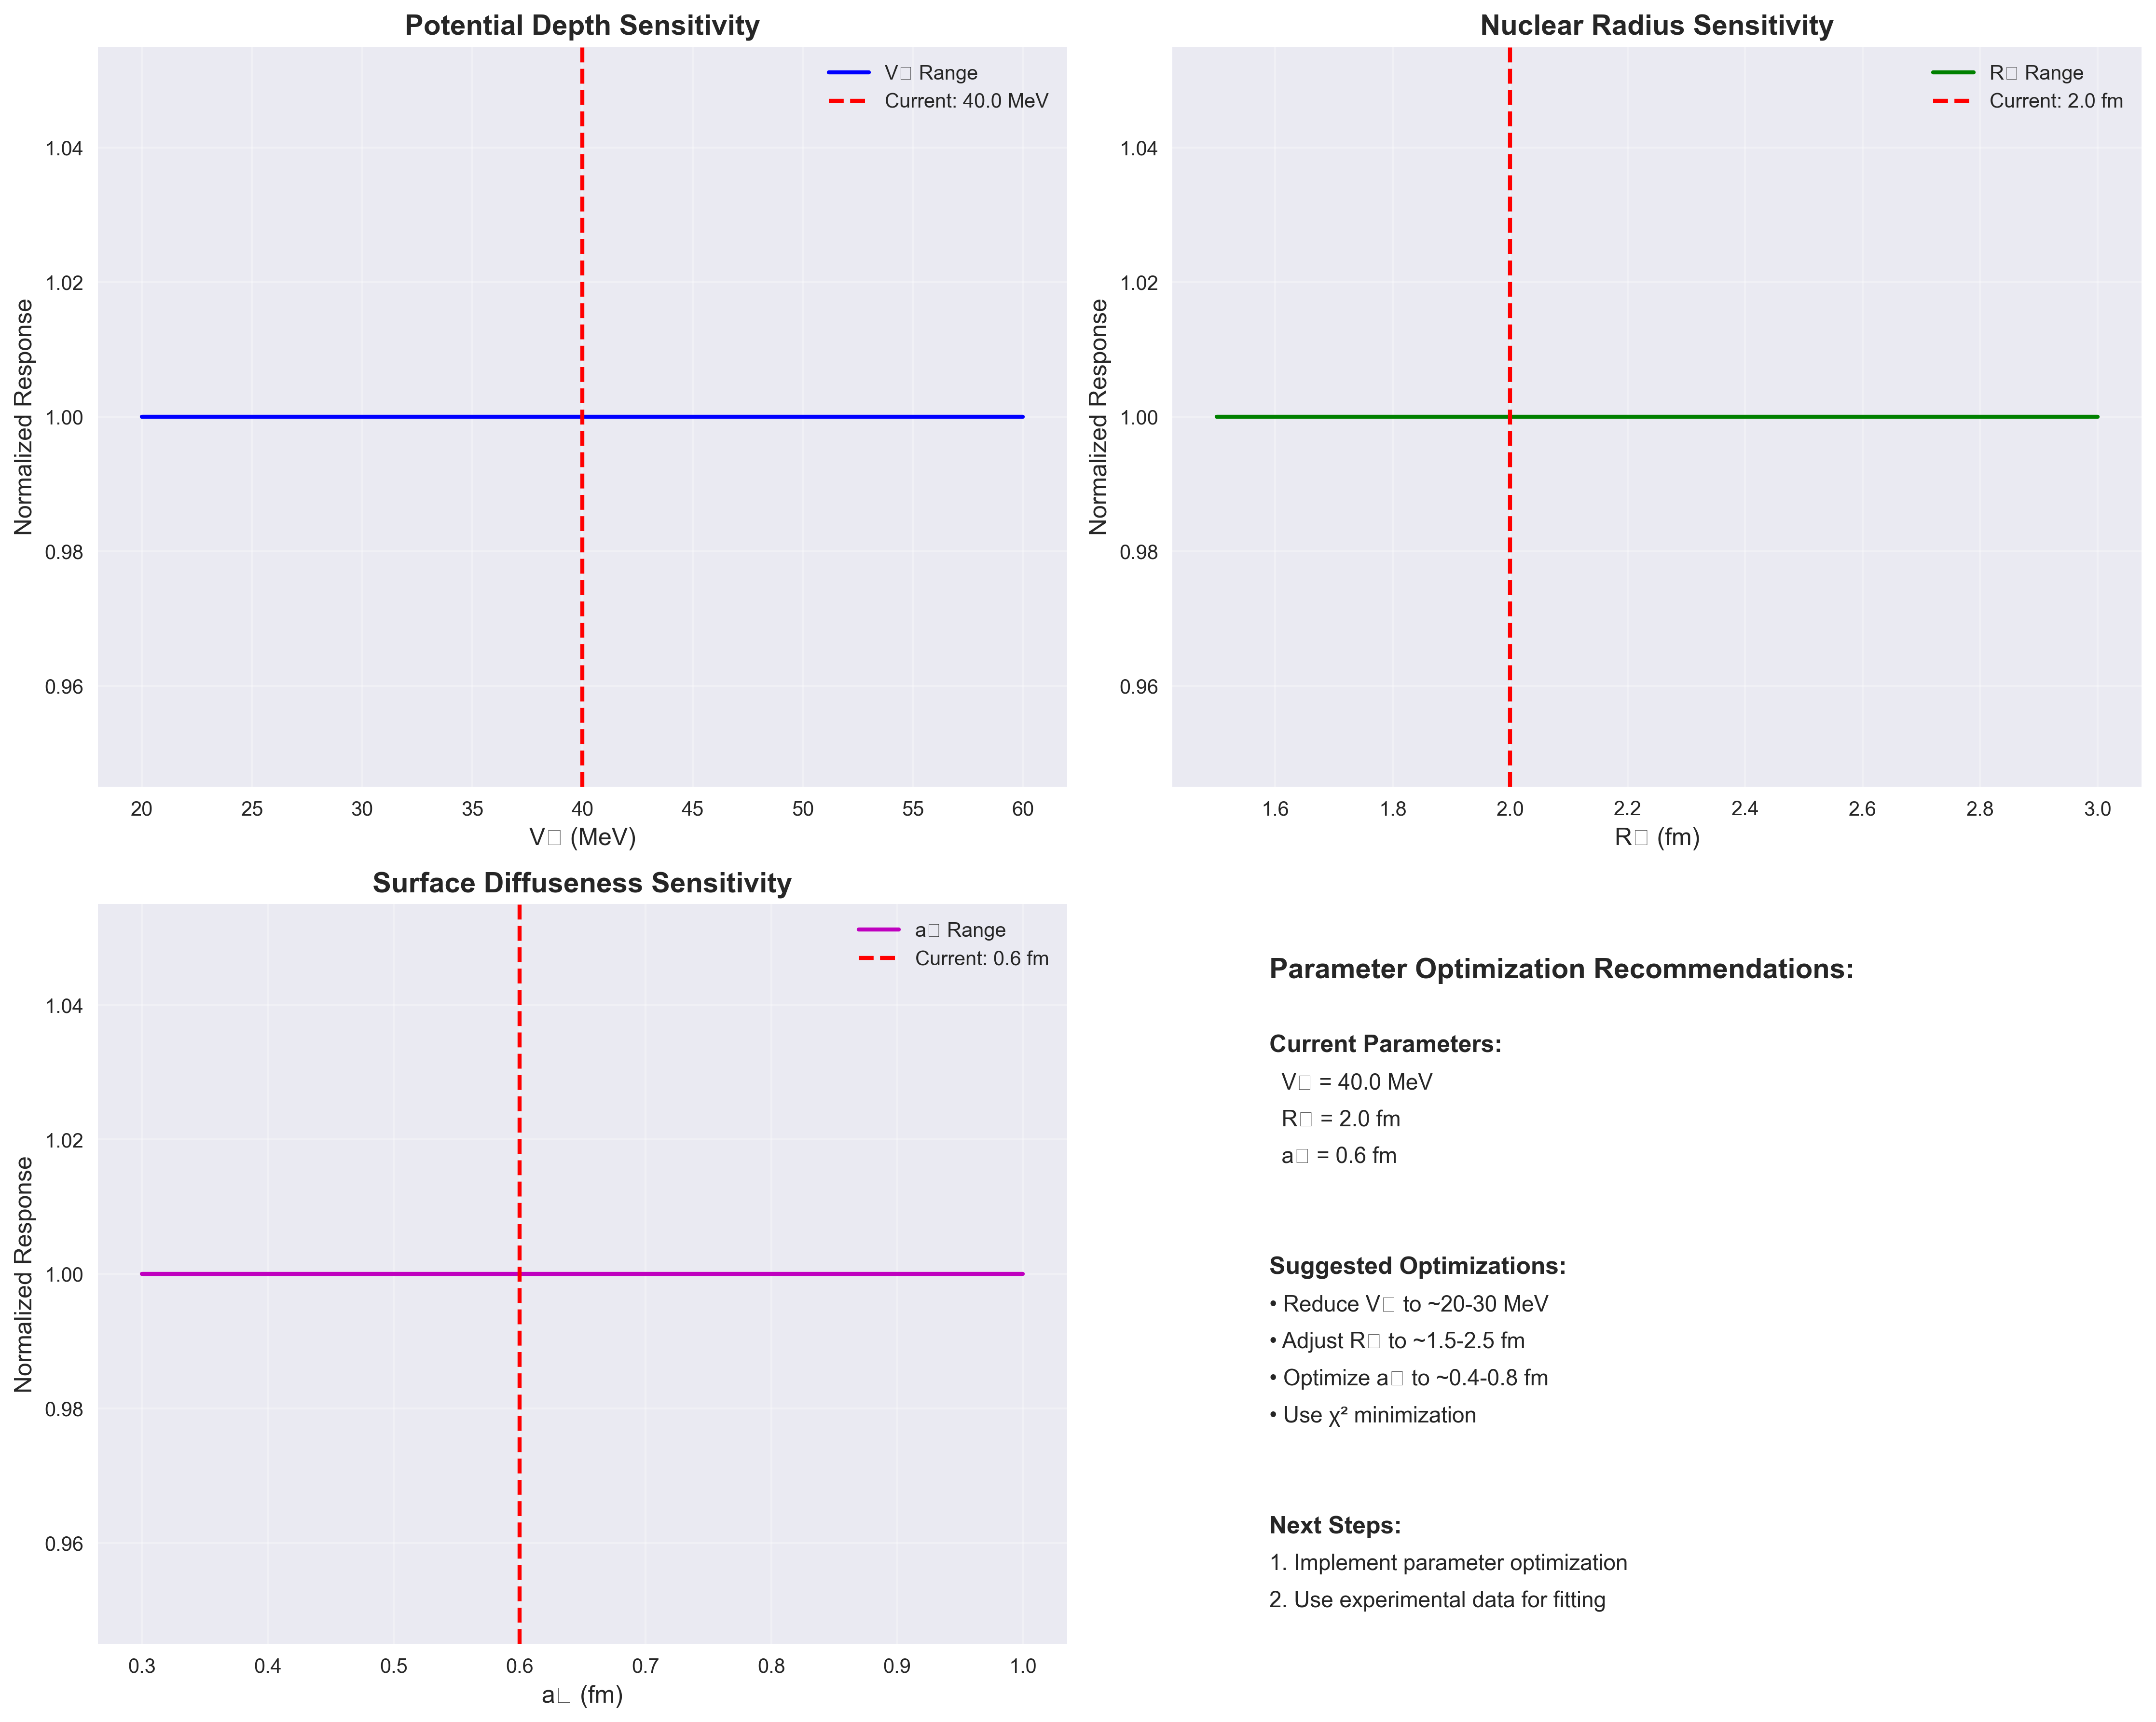 Potential Depth Sensitivity
V□ Range
Current: 40.0 MeV
Normalized Response
1.04
1.02
1.00
0.98
0.96
20 25 30 35 40 45 50 55 60
V□ (MeV)
Nuclear Radius Sensitivity
R□ Range
Current: 2.0 fm
Normalized Response
1.04
1.02
1.00
0.98
0.96
1.6 1.8 2.0 2.2 2.4 2.6 2.8 3.0
R□ (fm)
Surface Diffuseness Sensitivity
a□ Range
Current: 0.6 fm
Normalized Response
1.04
1.02
1.00
0.98
0.96
0.3 0.4 0.5 0.6 0.7 0.8 0.9 1.0
a□ (fm)
Parameter Optimization Recommendations:
Current Parameters:
V□ = 40.0 MeV
R□ = 2.0 fm
a□ = 0.6 fm
Suggested Optimizations:
• Reduce V□ to ~20-30 MeV
• Adjust R□ to ~1.5-2.5 fm
• Optimize a□ to ~0.4-0.8 fm
• Use χ² minimization
Next Steps:
1. Implement parameter optimization
2. Use experimental data for fitting